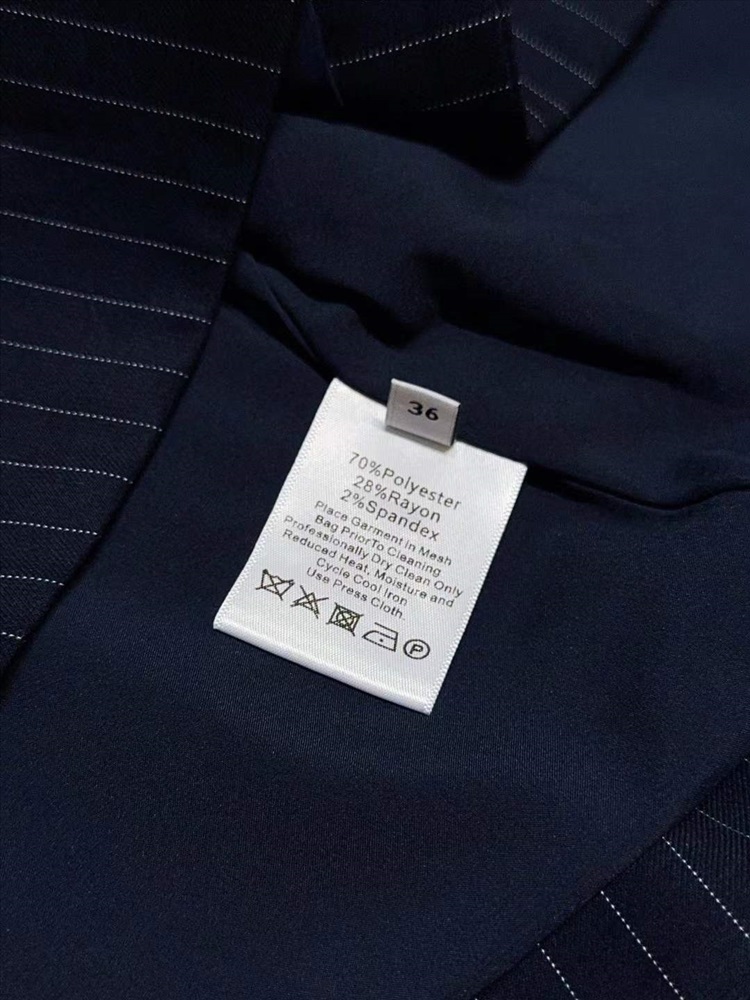 36
70%Polyester
28%Rayon
2%Spandex
Place Garment in Mesh
Bag PriorTo Cleaning
Professionally Dry Clean Only
Reduced Heat, Moisture and
Cycle Cool Iron
Use Press Cloth.
P